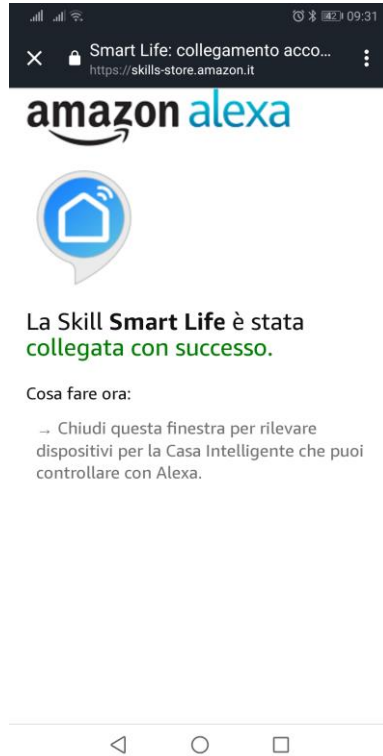 42 09:31
Smart Life: collegamento acco...
https://skills-store.amazon.it
amazon alexa
La Skill Smart Life è stata
collegata con successo.
Cosa fare ora:
→ Chiudi questa finestra per rilevare
dispositivi per la Casa Intelligente che puoi
controllare con Alexa.